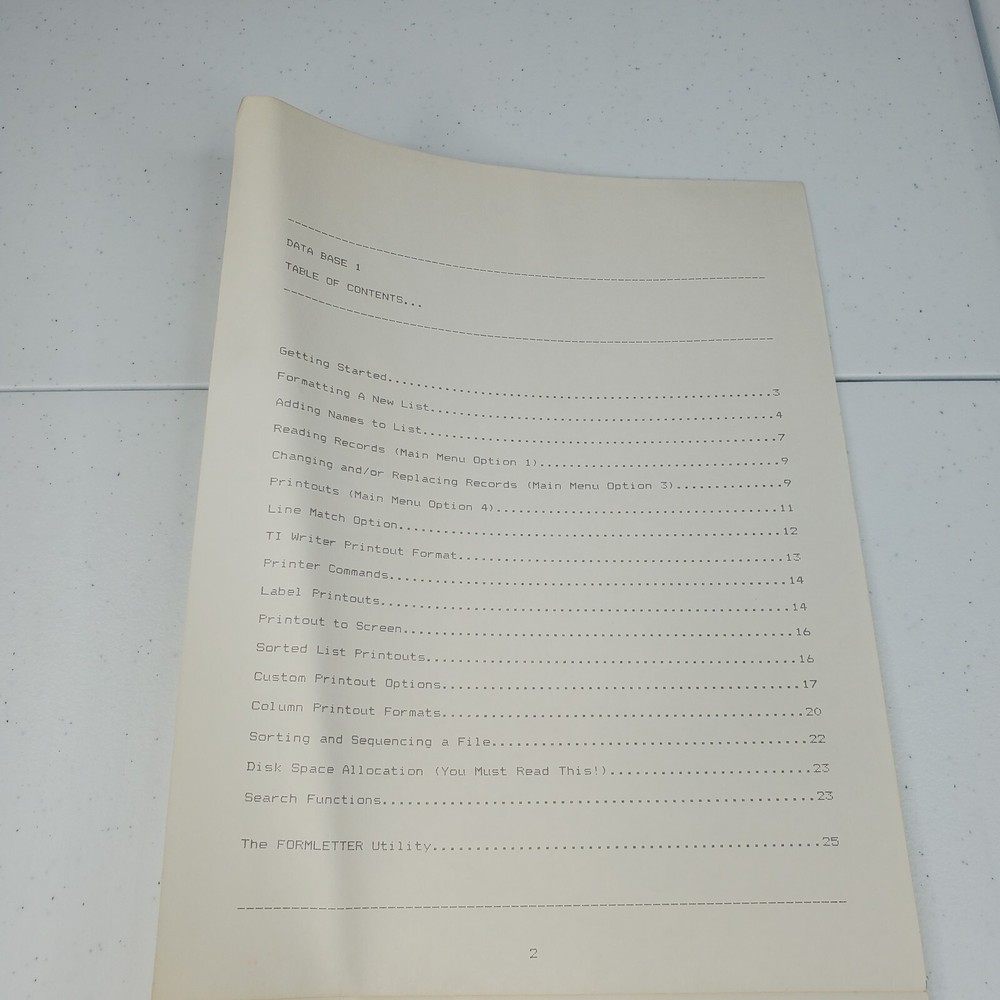 DATA BASE 1
TABLE OF CONTENTS...
Getting Started.............................................3
Formatting A New List.........................................4
Adding Names to List..........................................7
Reading Records (Main Menu Option 1)............................9
Changing and/or Replacing Records (Main Menu Option 3).............9
Printouts (Main Menu Option 4).................................11
Line Match Option.............................................12
TI Writer Printout Format......................................13
Printer Commands..............................................14
Label Printouts................................................14
Printout to Screen.............................................16
Sorted List Printouts...........................................16
Custom Printout Options.........................................17
Column Printout Formats.........................................20
Sorting and Sequencing a File.....................................22
Disk Space Allocation (You Must Read This!)........................23
Search Functions..................................................23
The FORMLETTER Utility.............................................25
2